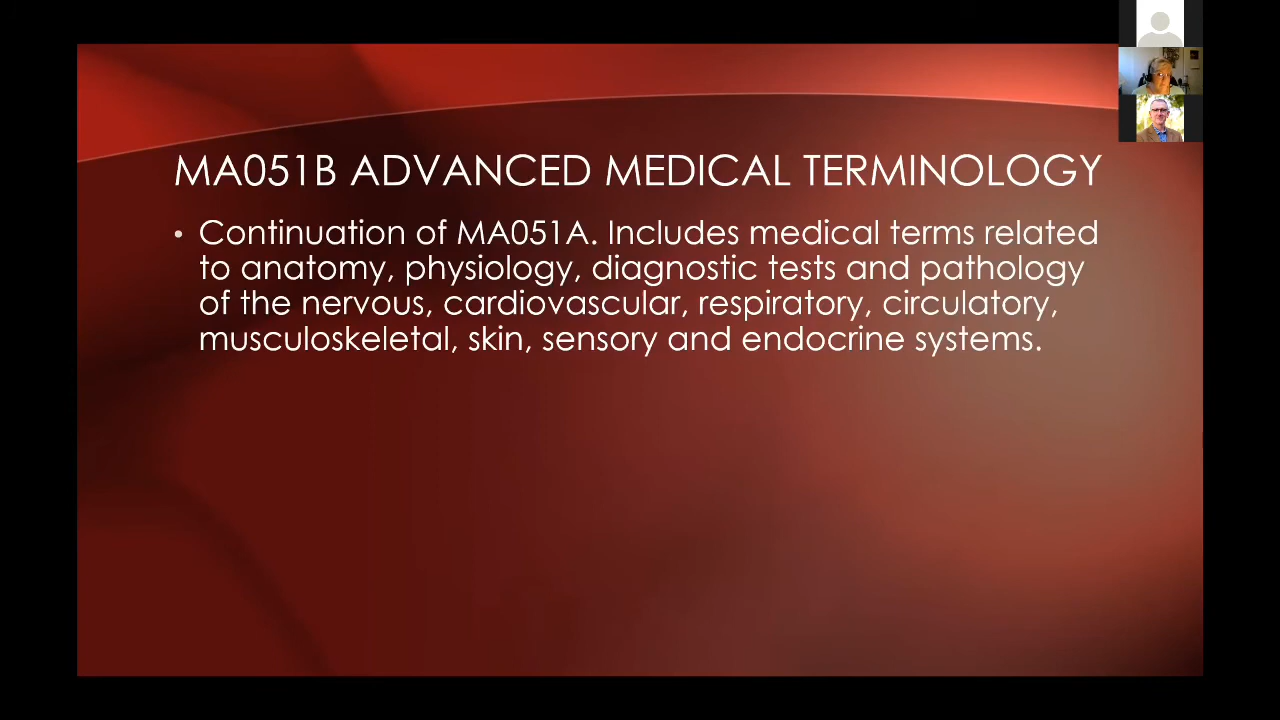 MA051B ADVANCED MEDICAL TERMINOLOGY
• Continuation of MA051A. Includes medical terms related
to anatomy, physiology, diagnostic tests and pathology
of the nervous, cardiovascular, respiratory, circulatory,
musculoskeletal, skin, sensory and endocrine systems.